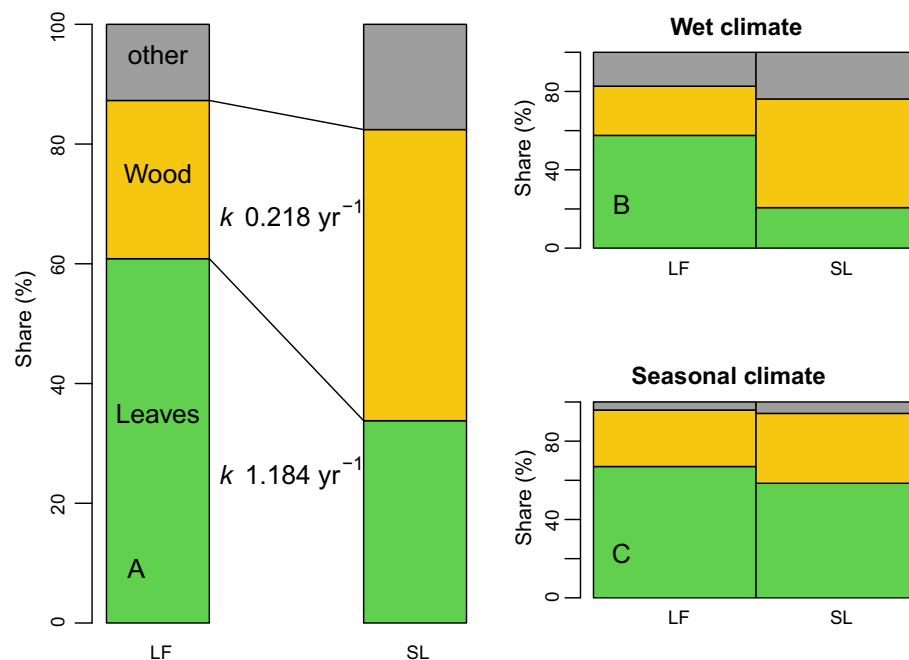 Share (%)
0
20
40
60
80
100
other
Wood
Leaves
A
k 0.218 yr⁻¹
k 1.184 yr⁻¹
LF
SL
Wet climate
Share (%)
0
40
80
B
LF
SL
Seasonal climate
Share (%)
0
40
80
C
LF
SL